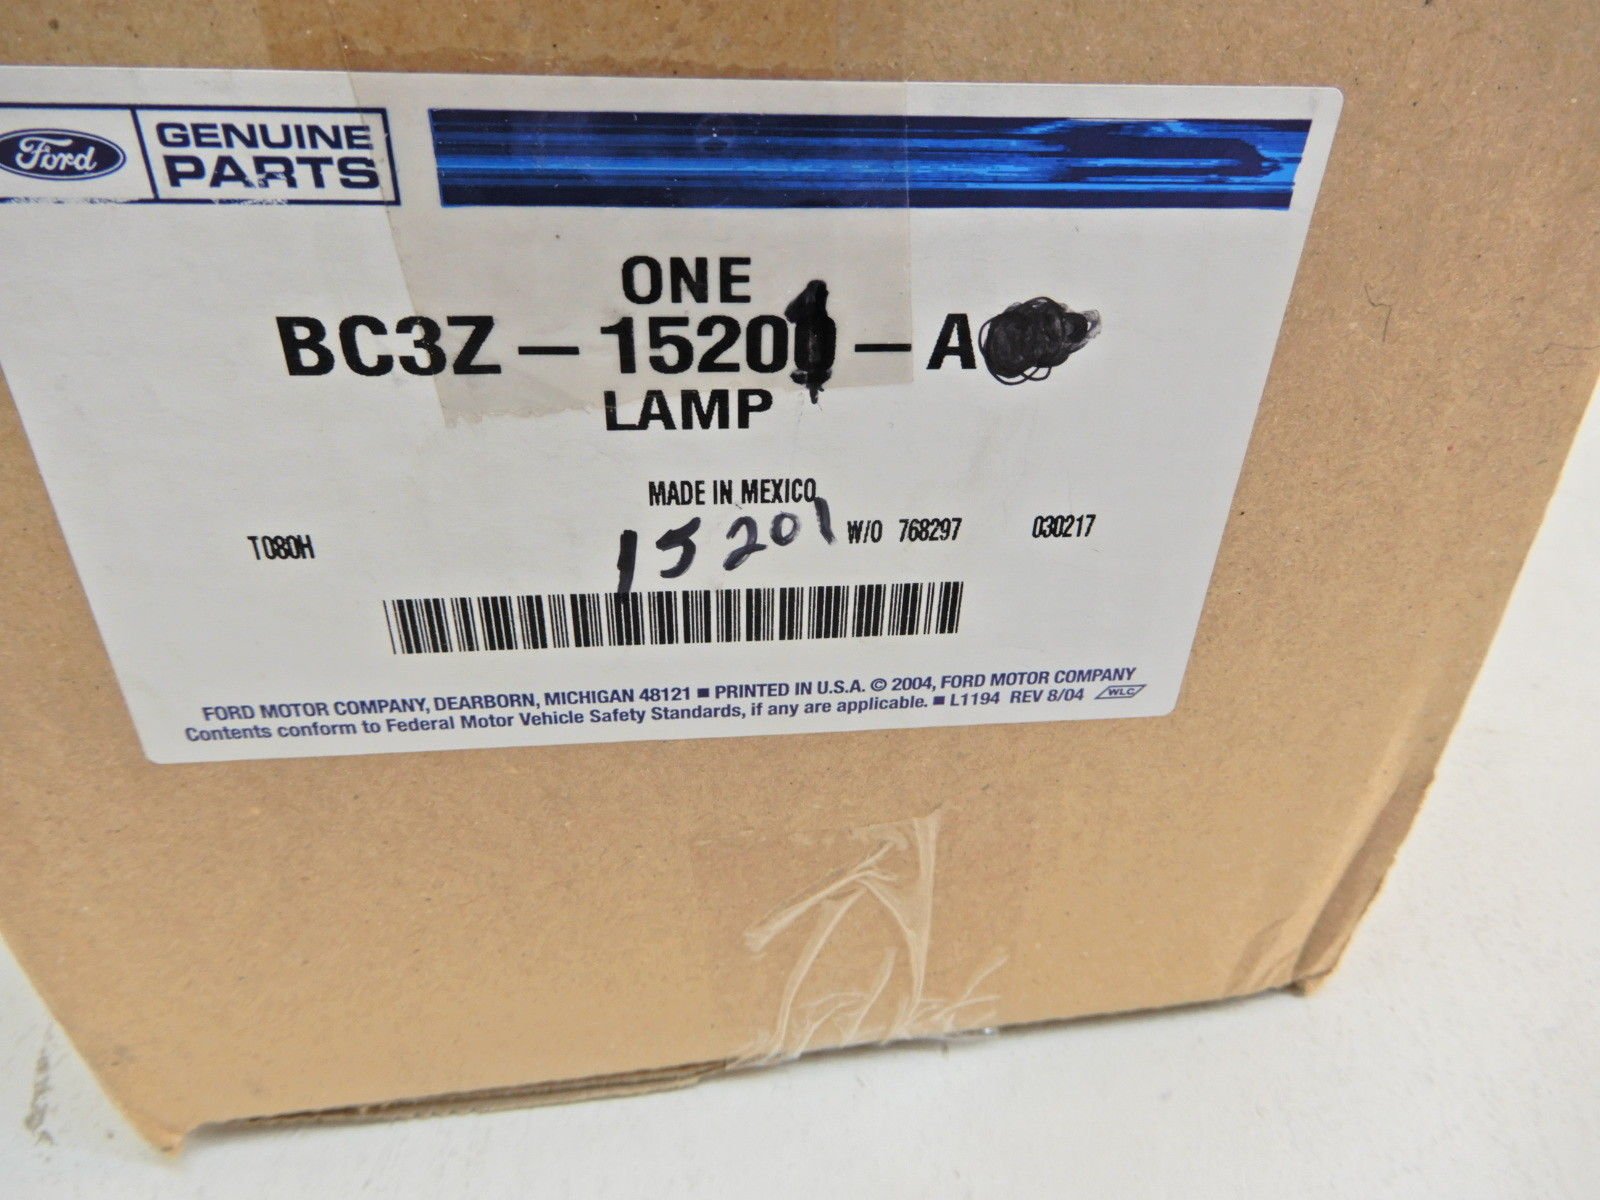 Ford
GENUINE
PARTS
ONE
BC3Z-15201-A
LAMP
MADE IN MEXICO
15201
T080H
W/O 768297
030217
FORD MOTOR COMPANY, DEARBORN, MICHIGAN 48121 ■ PRINTED IN U.S.A. © 2004, FORD MOTOR COMPANY
Contents conform to Federal Motor Vehicle Safety Standards, if any are applicable. ■ L1194 REV 8/04 WLC